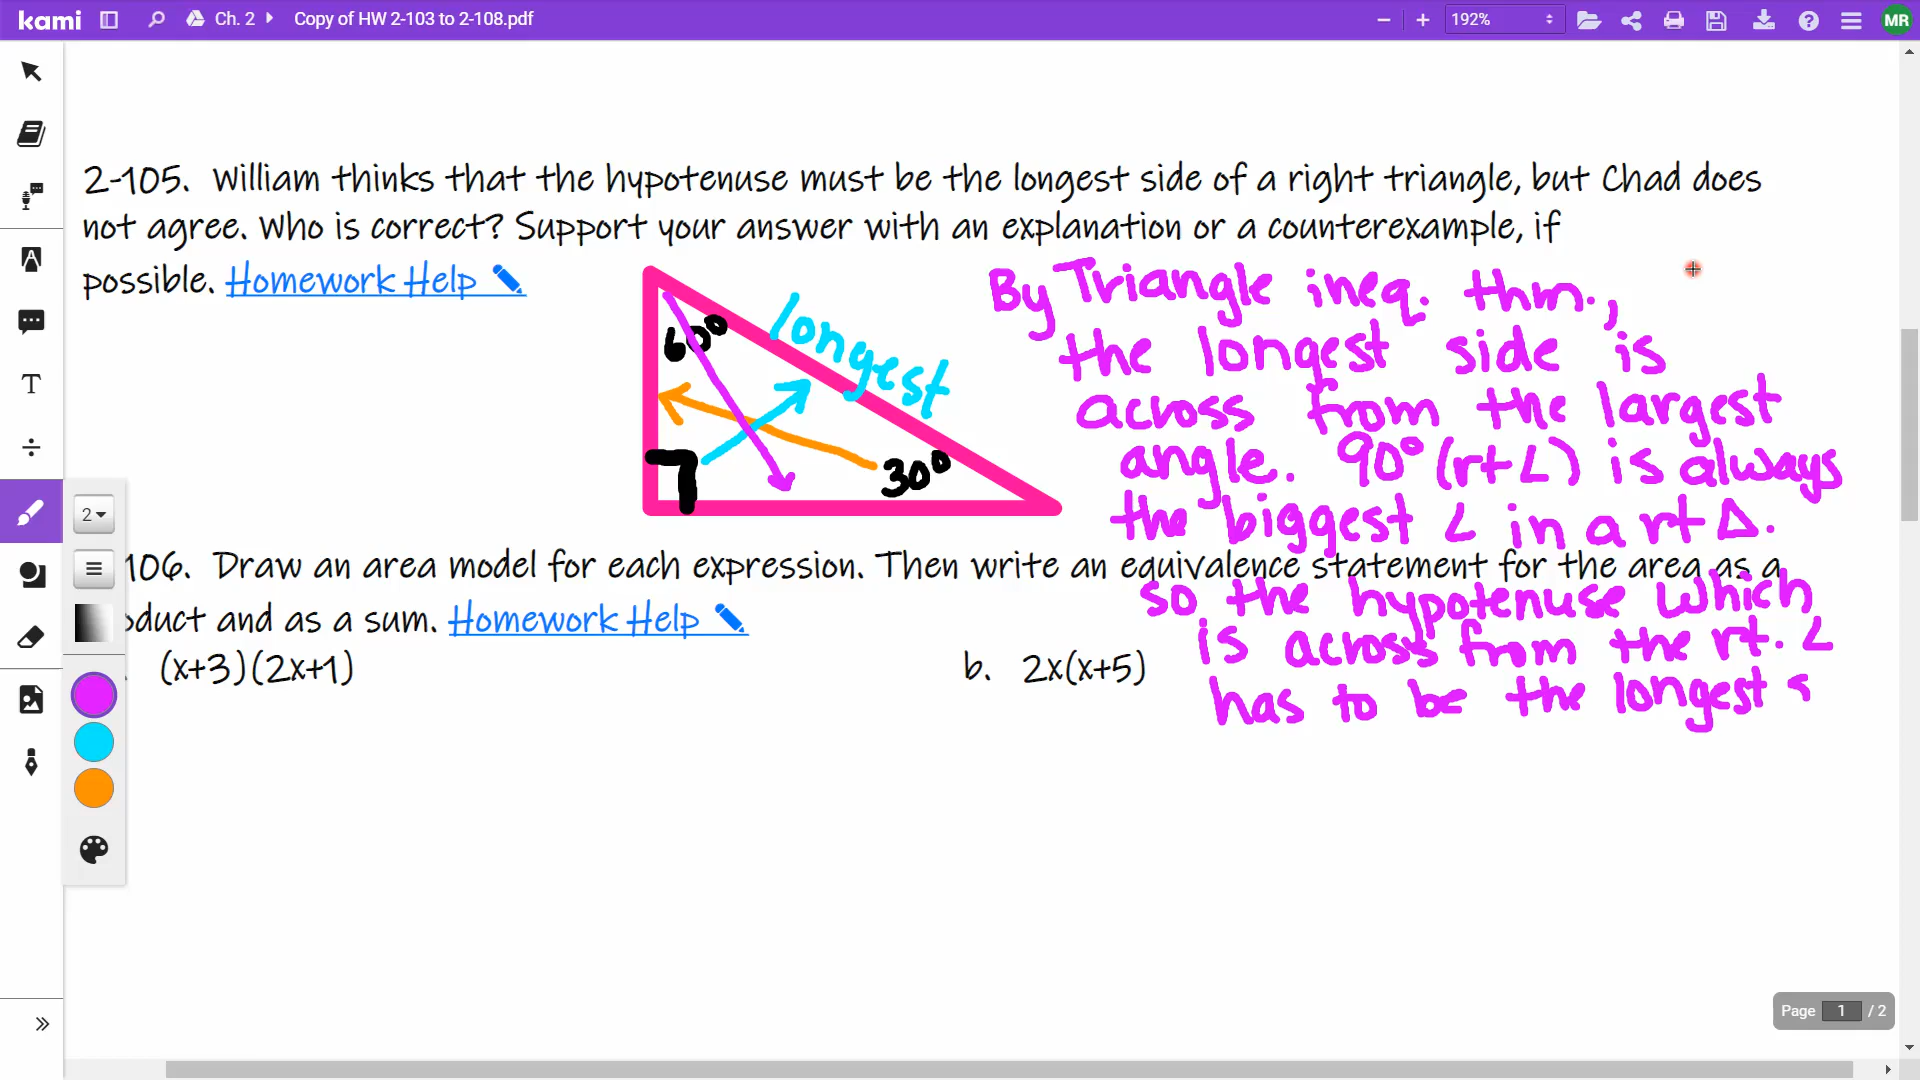 kami Ch. 2 Copy of HW 2-103 to 2-108.pdf 192% MR
2-105. William thinks that the hypotenuse must be the longest side of a right triangle, but Chad does
not agree. Who is correct? Support your answer with an explanation or a counterexample, if
possible. Homework Help
60°
longest
30°
By Triangle ineq. thm.,
the longest side is
across from the largest
angle. 90° (rt ∠) is always
the biggest ∠ in a rt Δ.
106. Draw an area model for each expression. Then write an equivalence statement for the area as a
oduct and as a sum. Homework Help
so the hypotenuse which
is across from the rt. ∠
has to be the longest s
(x+3)(2x+1)
b. 2x(x+5)
2
Page 1 / 2